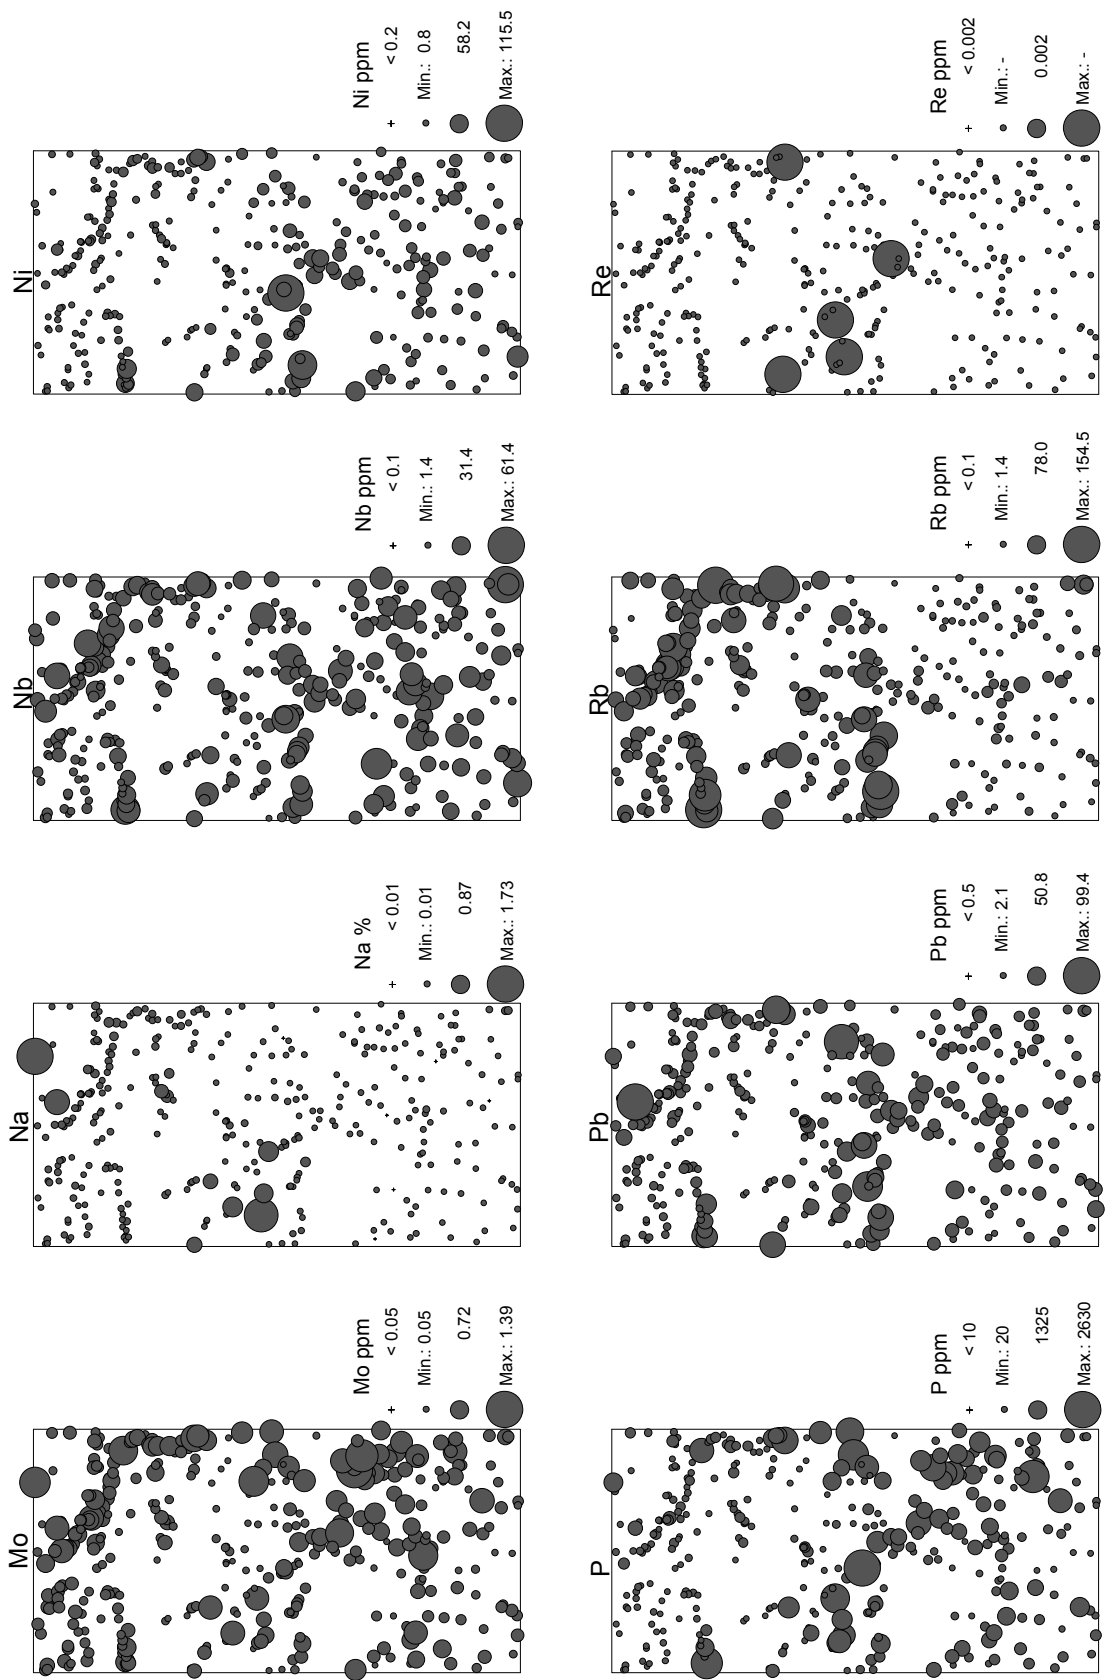 Mo
Mo ppm
< 0.05
Min.: 0.05
0.72
Max.: 1.39
Na
Na %
< 0.01
Min.: 0.01
0.87
Max.: 1.73
Nb
Nb ppm
< 0.1
Min.: 1.4
31.4
Max.: 61.4
Ni
Ni ppm
< 0.2
Min.: 0.8
58.2
Max.: 115.5
P
P ppm
< 10
Min.: 20
1325
Max.: 2630
Pb
Pb ppm
< 0.5
Min.: 2.1
50.8
Max.: 99.4
Rb
Rb ppm
< 0.1
Min.: 1.4
78.0
Max.: 154.5
Re
Re ppm
< 0.002
Min.: -
0.002
Max.: -